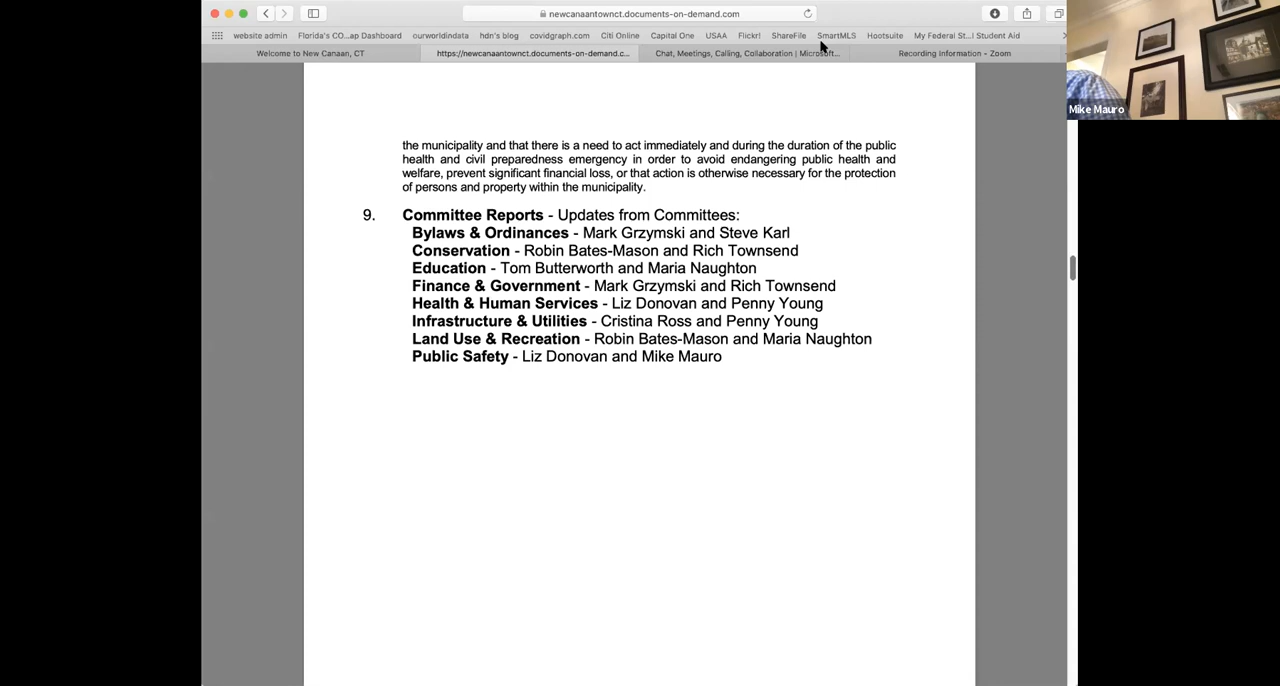 newcanaantownct.documents-on-demand.com
website admin Florida's CO...ap Dashboard ourworldindata hdn's blog covidgraph.com Citi Online Capital One USAA Flickr! ShareFile SmartMLS Hootsuite My Federal St...l Student Aid
Welcome to New Canaan, CT https://newcanaantownct.documents-on-demand.c... Chat, Meetings, Calling, Collaboration | Microsoft... Recording Information - Zoom
Mike Mauro
the municipality and that there is a need to act immediately and during the duration of the public
health and civil preparedness emergency in order to avoid endangering public health and
welfare, prevent significant financial loss, or that action is otherwise necessary for the protection
of persons and property within the municipality.
9. Committee Reports - Updates from Committees:
Bylaws & Ordinances - Mark Grzymski and Steve Karl
Conservation - Robin Bates-Mason and Rich Townsend
Education - Tom Butterworth and Maria Naughton
Finance & Government - Mark Grzymski and Rich Townsend
Health & Human Services - Liz Donovan and Penny Young
Infrastructure & Utilities - Cristina Ross and Penny Young
Land Use & Recreation - Robin Bates-Mason and Maria Naughton
Public Safety - Liz Donovan and Mike Mauro